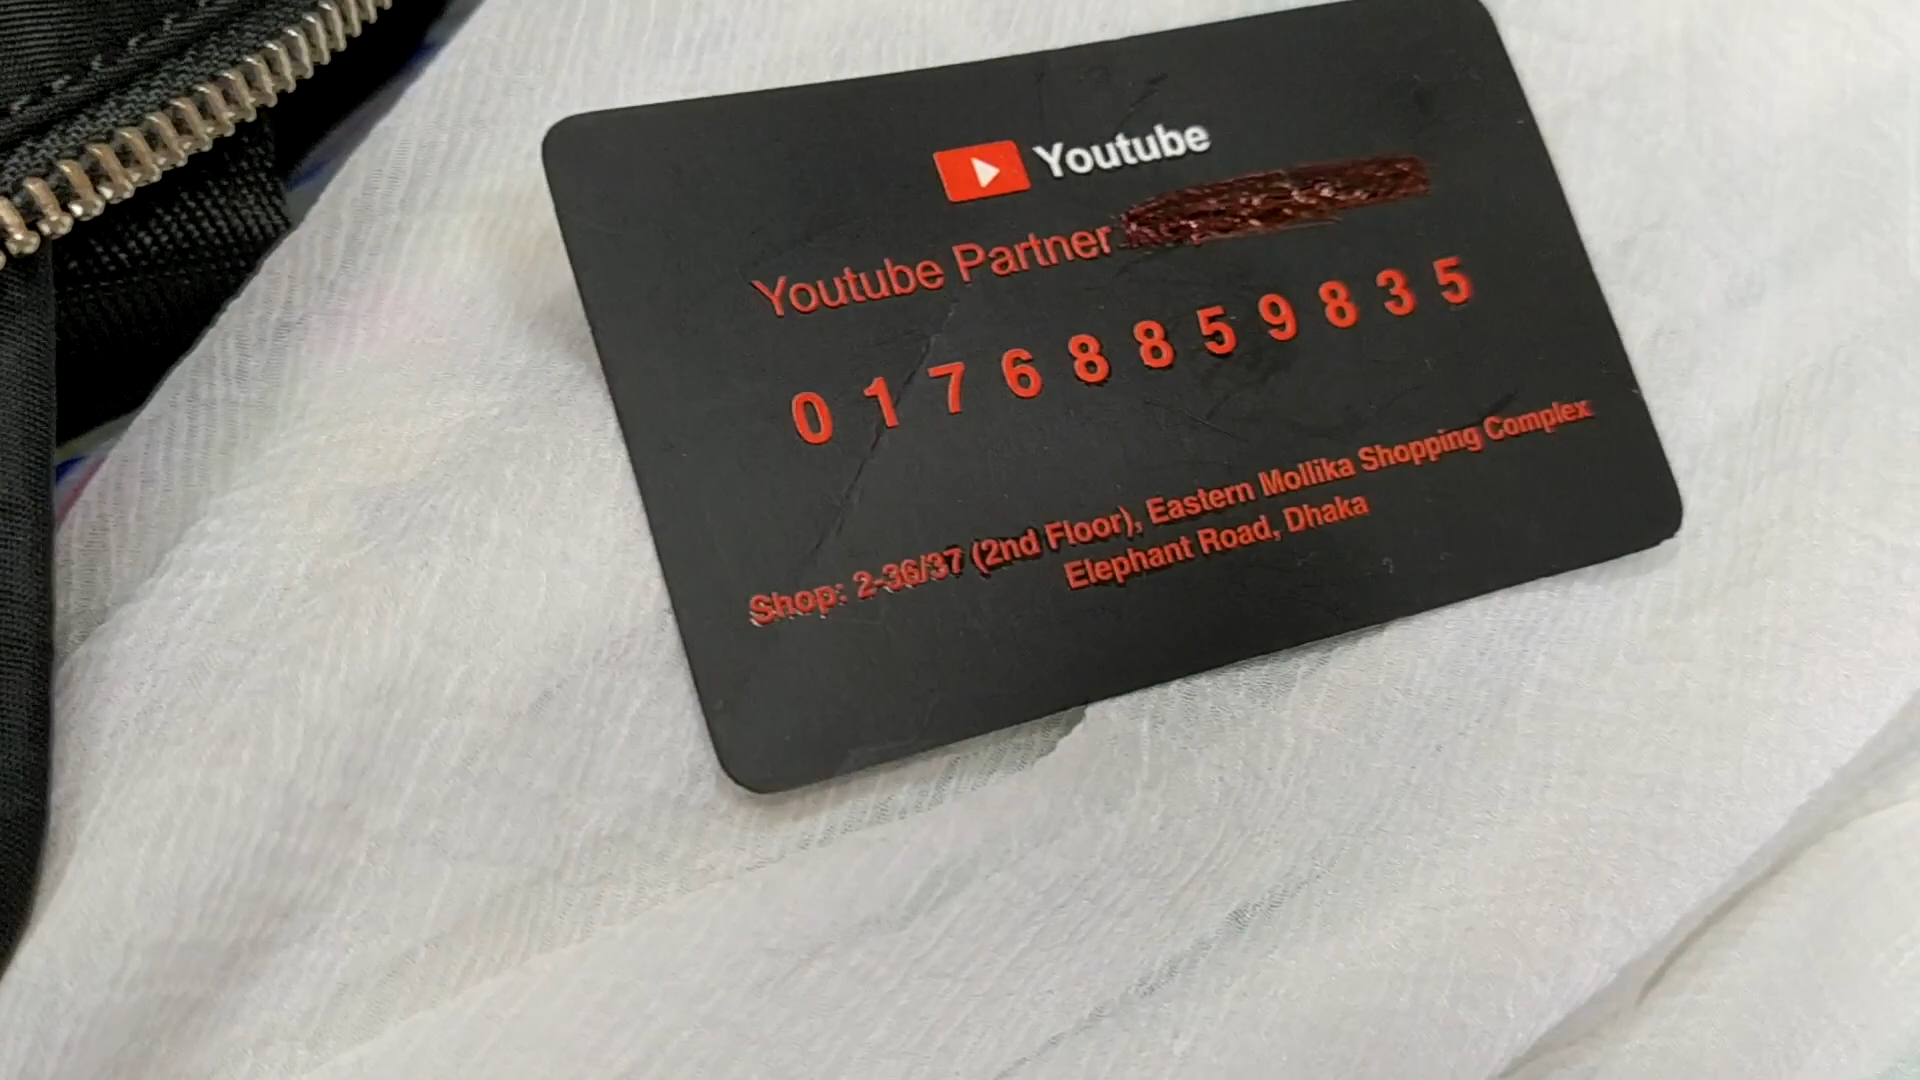 Youtube
Youtube Partner
0 1 7 6 8 8 5 9 8 3 5
Shop: 2-36/37 (2nd Floor), Eastern Mollika Shopping Complex
Elephant Road, Dhaka